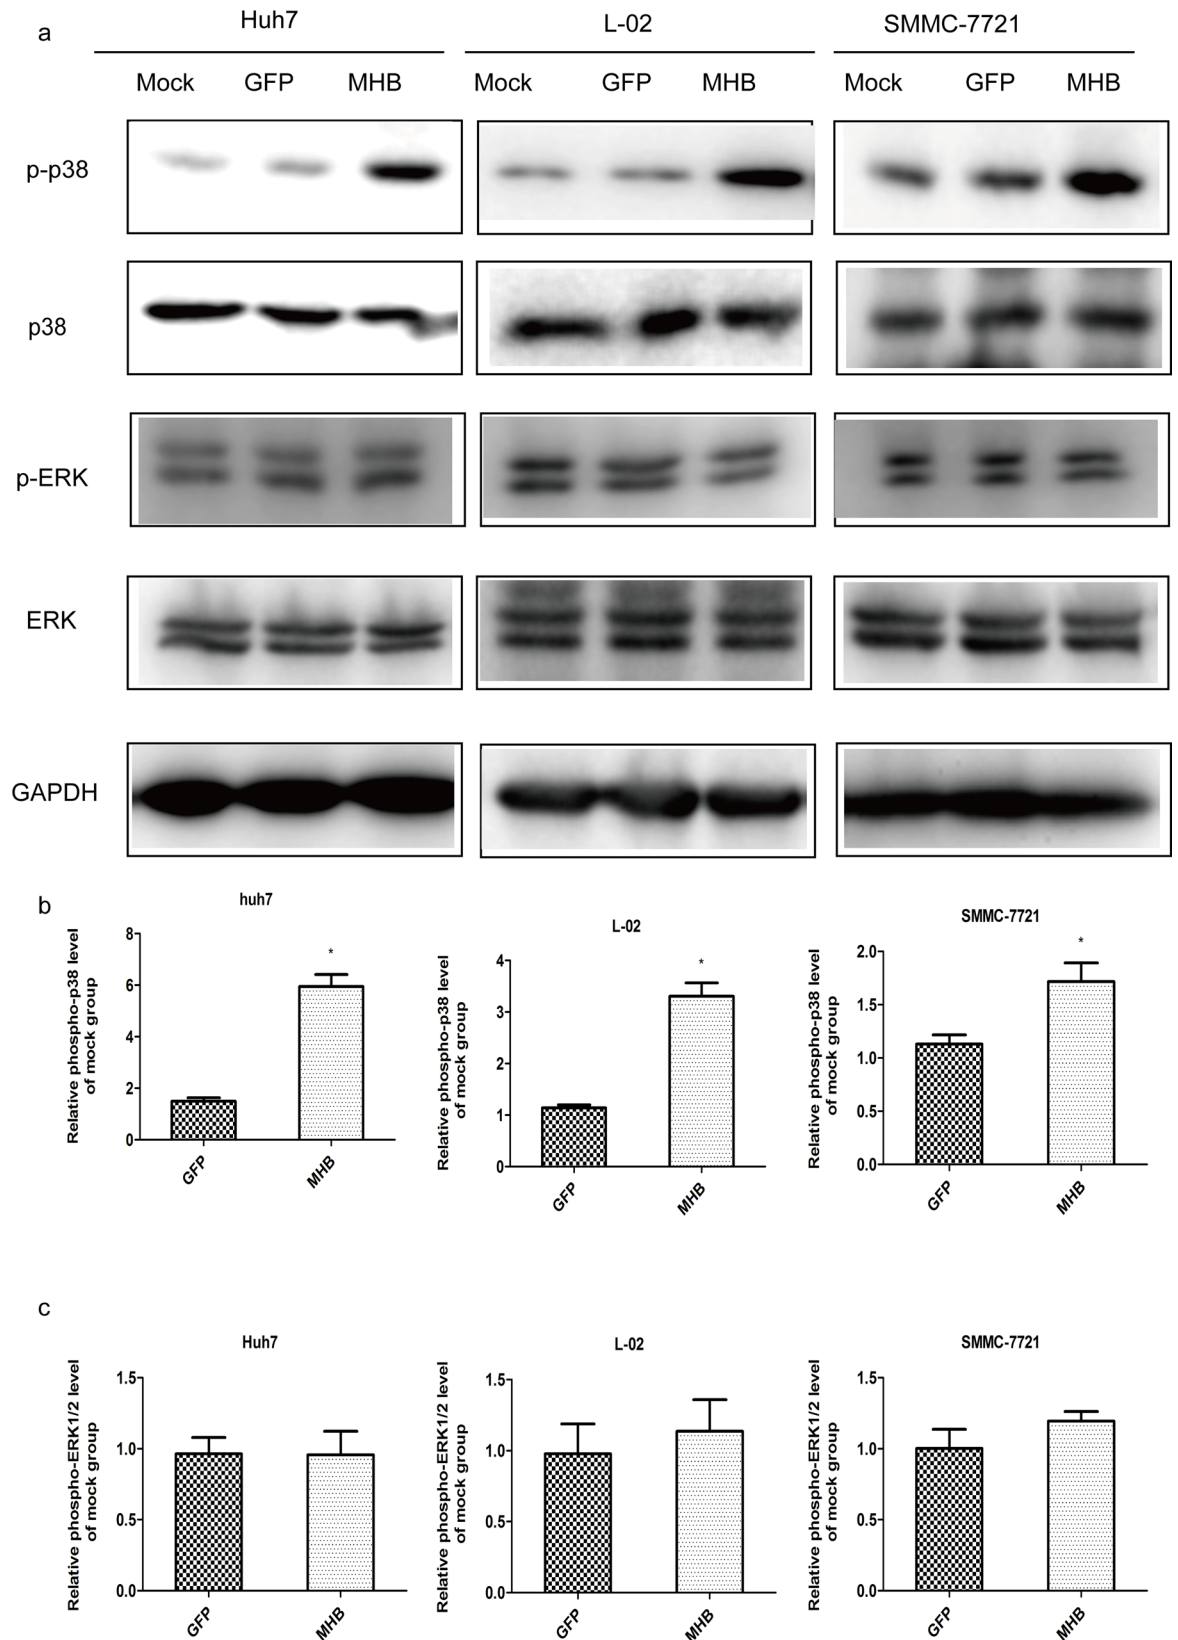 a
Huh7
L-02
SMMC-7721
Mock GFP MHB
Mock GFP MHB
Mock GFP MHB
p-p38
p38
p-ERK
ERK
GAPDH
b
huh7
Relative phospho-p38 level
of mock group
8
6
4
2
0
*
GFP
MHB
L-02
Relative phospho-p38 level
of mock group
4
3
2
1
0
*
GFP
MHB
SMMC-7721
Relative phospho-p38 level
of mock group
2.0
1.5
1.0
0.5
0.0
*
GFP
MHB
c
Huh7
Relative phospho-ERK1/2 level
of mock group
1.5
1.0
0.5
0.0
GFP
MHB
L-02
Relative phospho-ERK1/2 level
of mock group
1.5
1.0
0.5
0.0
GFP
MHB
SMMC-7721
Relative phospho-ERK1/2 level
of mock group
1.5
1.0
0.5
0.0
GFP
MHB